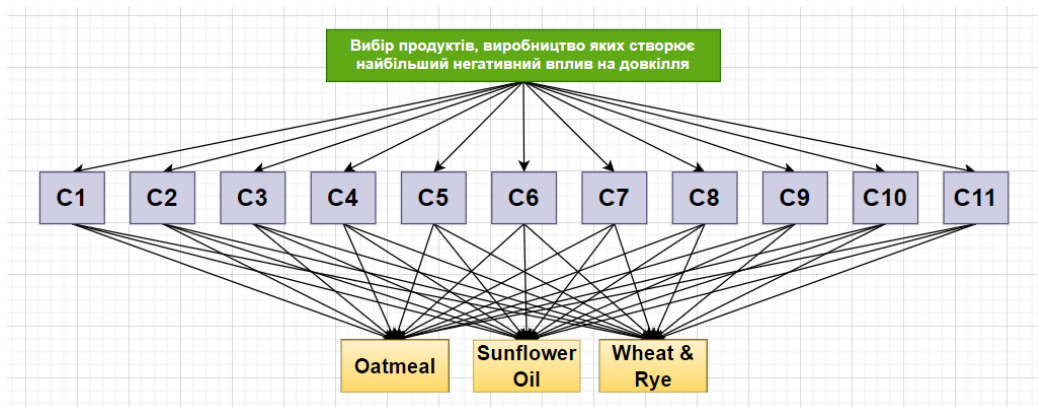 Вибір продуктів, виробництво яких створює
найбільший негативний вплив на довкілля
C1 C2 C3 C4 C5 C6 C7 C8 C9 C10 C11
Oatmeal
Sunflower
Oil
Wheat &
Rye